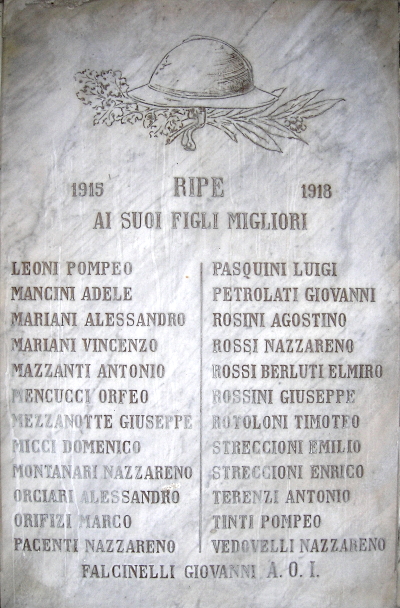 1915 RIPE 1918
AI SUOI FIGLI MIGLIORI
LEONI POMPEO
MANCINI ADELE
MARIANI ALESSANDRO
MARIANI VINCENZO
MAZZANTI ANTONIO
MENCUCCI ORFEO
MEZZANOTTE GIUSEPPE
MICCI DOMENICO
MONTANARI NAZZARENO
ORCIARI ALESSANDRO
ORIFIZI MARCO
PACENTI NAZZARENO
PASQUINI LUIGI
PETROLATI GIOVANNI
ROSINI AGOSTINO
ROSSI NAZZARENO
ROSSI BERLUTI ELMIRO
ROSSINI GIUSEPPE
ROTOLONI TIMOTEO
STRECCIONI EMILIO
STRECCIONI ENRICO
TERENZI ANTONIO
TINTI POMPEO
VEDOVELLI NAZZARENO
FALCINELLI GIOVANNI A.O.I.